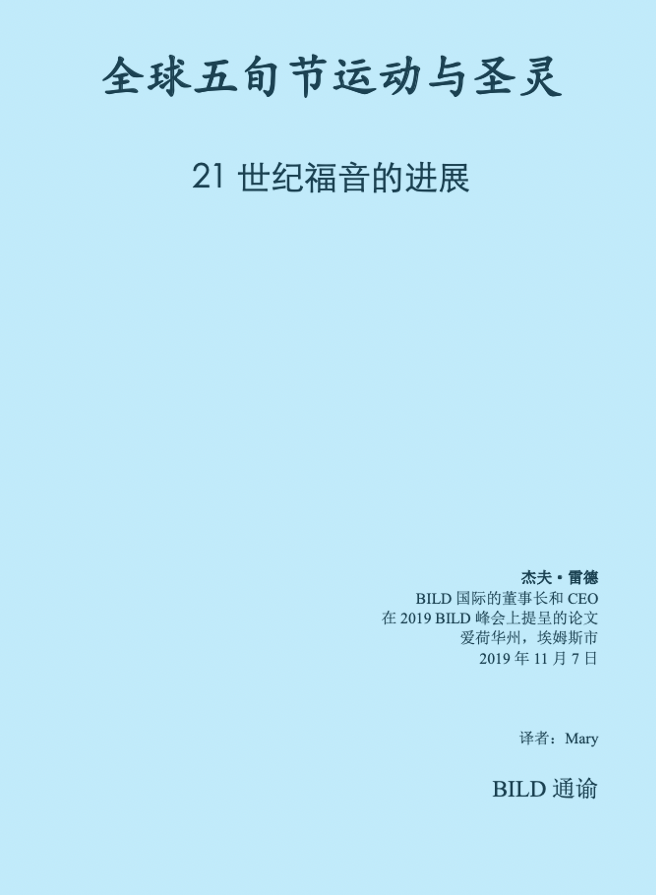 全球五旬节运动与圣灵
21 世纪福音的进展
杰夫•雷德
BILD 国际的董事长和 CEO
在 2019 BILD 峰会上提呈的论文
爱荷华州，埃姆斯市
2019 年 11 月 7 日
译者：Mary
BILD 通谕